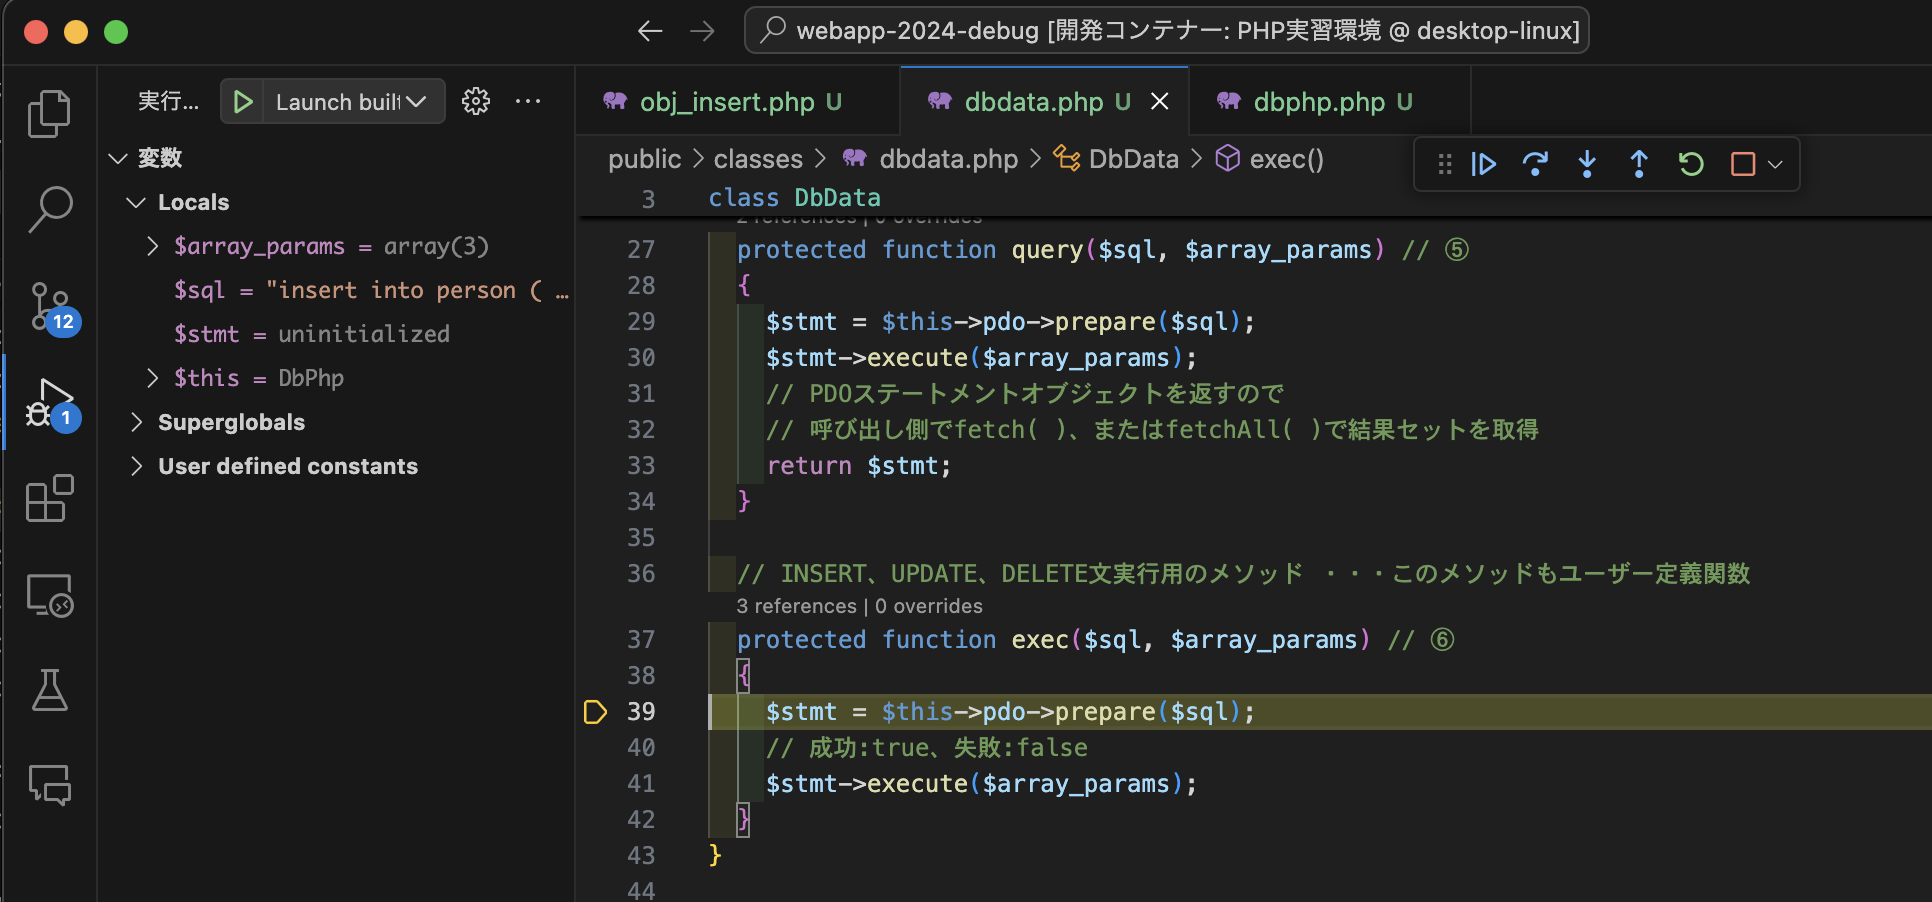 webapp-2024-debug [開発コンテナー: PHP実習環境 @ desktop-linux]
実行...
Launch buil
obj_insert.php U
dbdata.php U
dbphp.php U
変数
public > classes > dbdata.php > DbData > exec()
Locals
$array_params = array(3)
$sql = "insert into person ( …
$stmt = uninitialized
$this = DbPhp
Superglobals
User defined constants
12
1
3 class DbData
2 references | 0 overrides
27 protected function query($sql, $array_params) // ⑤
28 {
29 $stmt = $this->pdo->prepare($sql);
30 $stmt->execute($array_params);
31 // PDOステートメントオブジェクトを返すので
32 // 呼び出し側でfetch( )、またはfetchAll( )で結果セットを取得
33 return $stmt;
34 }
35
36 // INSERT、UPDATE、DELETE文実行用のメソッド ・・・このメソッドもユーザー定義関数
3 references | 0 overrides
37 protected function exec($sql, $array_params) // ⑥
38 {
39 $stmt = $this->pdo->prepare($sql);
40 // 成功:true、失敗:false
41 $stmt->execute($array_params);
42 }
43 }
44